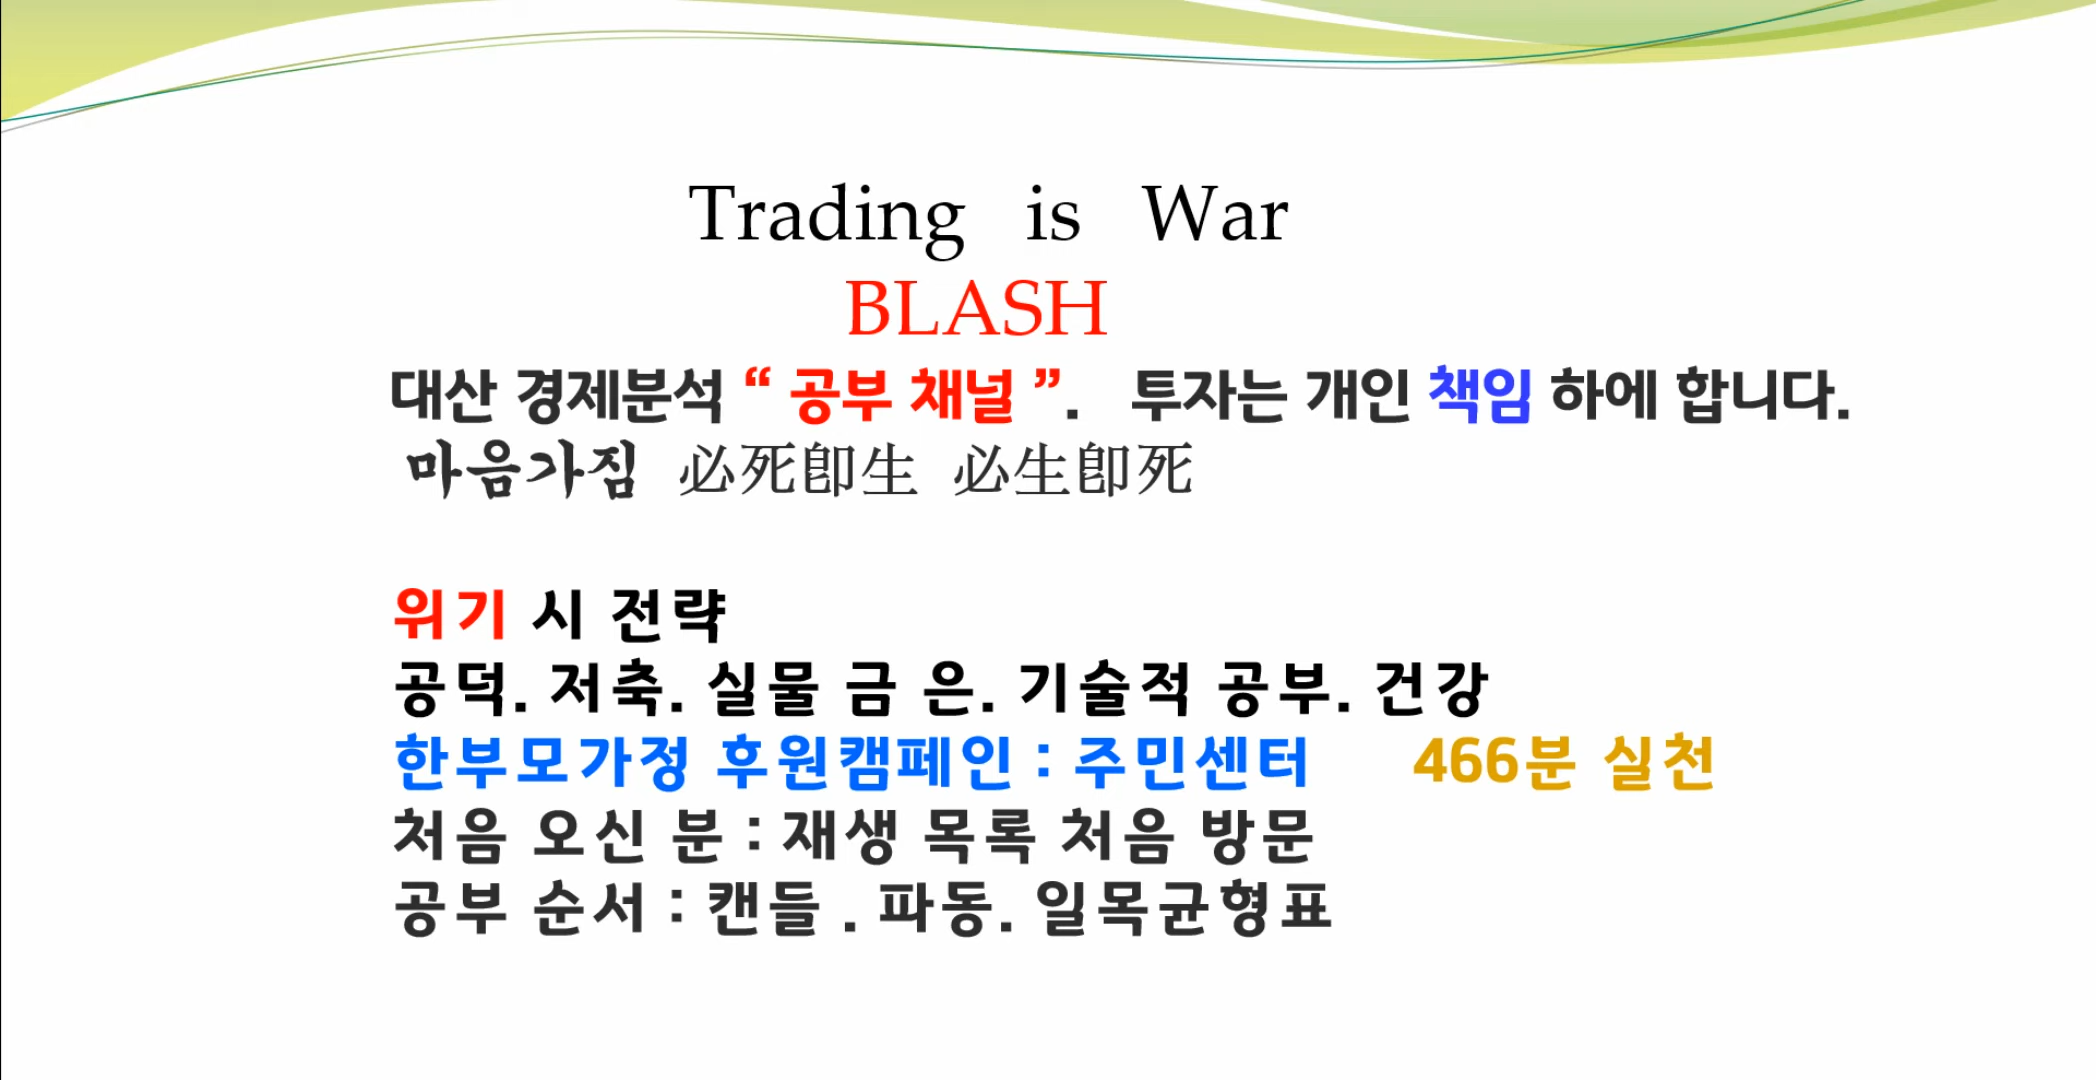 Trading is War
BLASH
대산 경제분석 “ 공부 채널 ”. 투자는 개인 책임 하에 합니다.
마음가짐 必死卽生 必生卽死
위기 시 전략
공덕. 저축. 실물 금 은. 기술적 공부. 건강
한부모가정 후원캠페인 : 주민센터 466분 실천
처음 오신 분 : 재생 목록 처음 방문
공부 순서 : 캔들 . 파동. 일목균형표